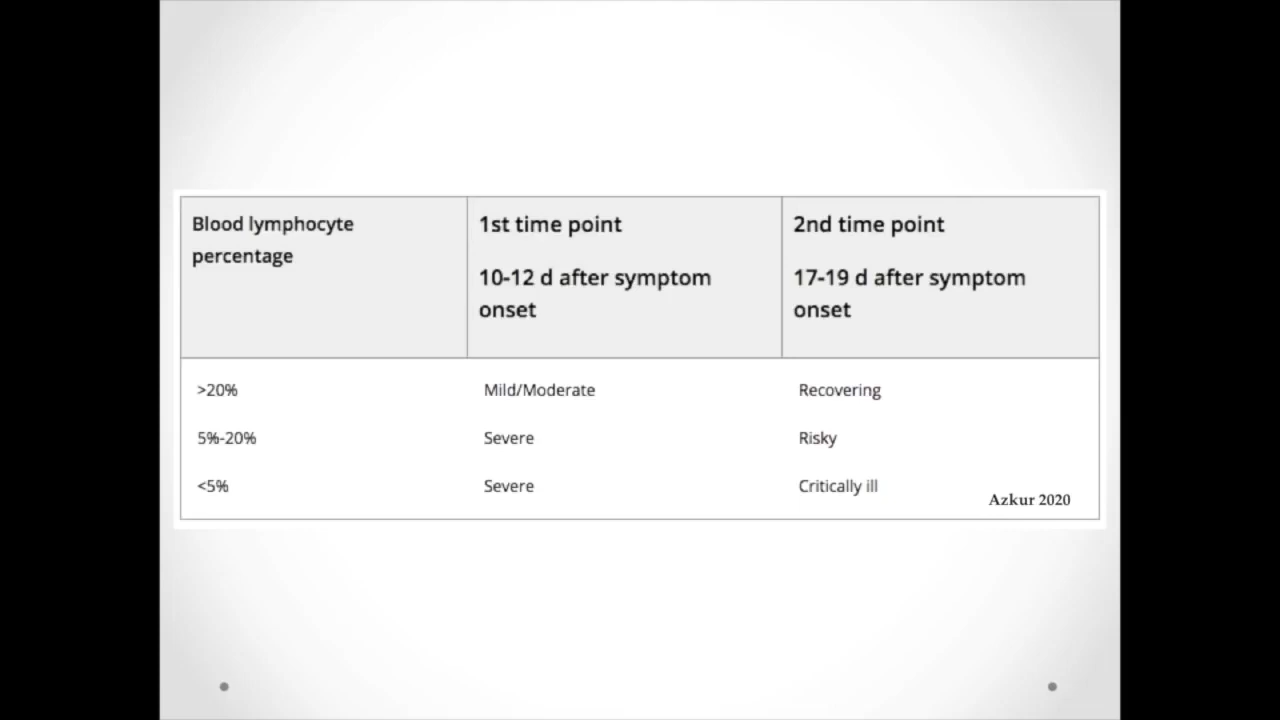 Blood lymphocyte
percentage
1st time point
10-12 d after symptom
onset
2nd time point
17-19 d after symptom
onset
>20%
Mild/Moderate
Recovering
5%-20%
Severe
Risky
<5%
Severe
Critically ill
Azkur 2020